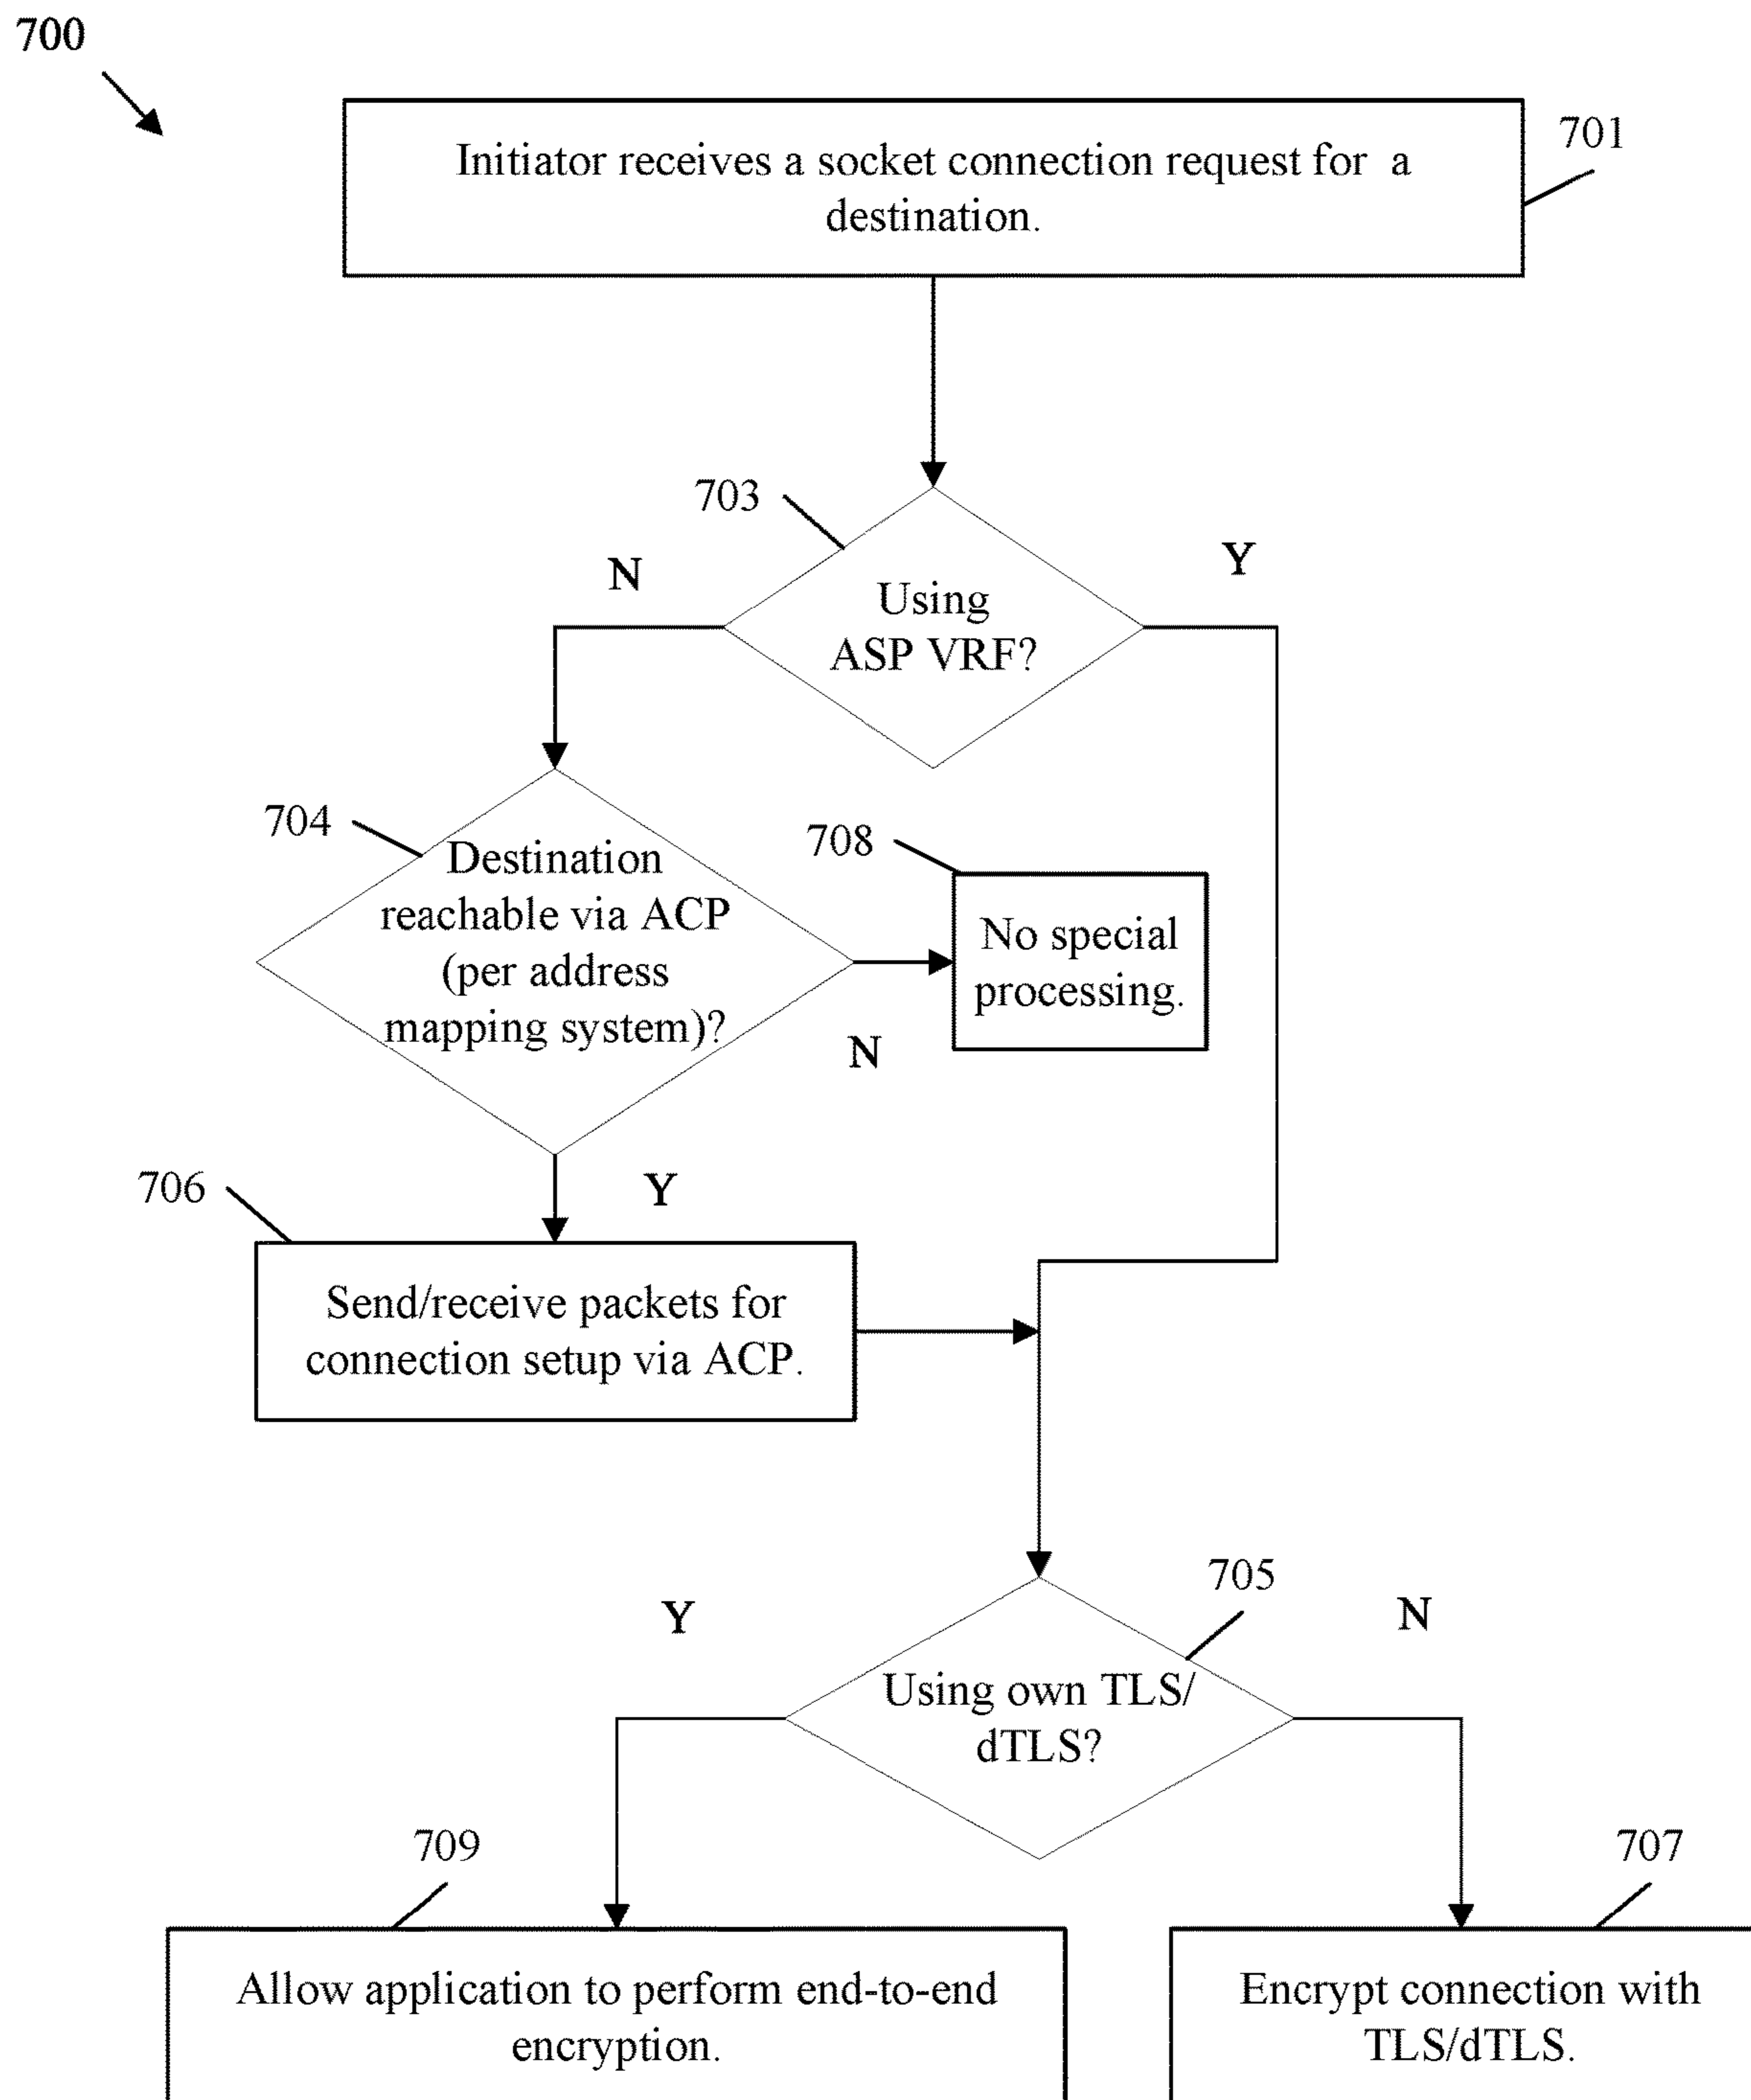 700
701
Initiator receives a socket connection request for a
destination.
703
N
Y
Using
ASP VRF?
704
708
Destination
reachable via ACP
(per address
mapping system)?
No special
processing.
N
706
Y
Send/receive packets for
connection setup via ACP.
705
Y
N
Using own TLS/
dTLS?
709
707
Allow application to perform end-to-end
encryption.
Encrypt connection with
TLS/dTLS.